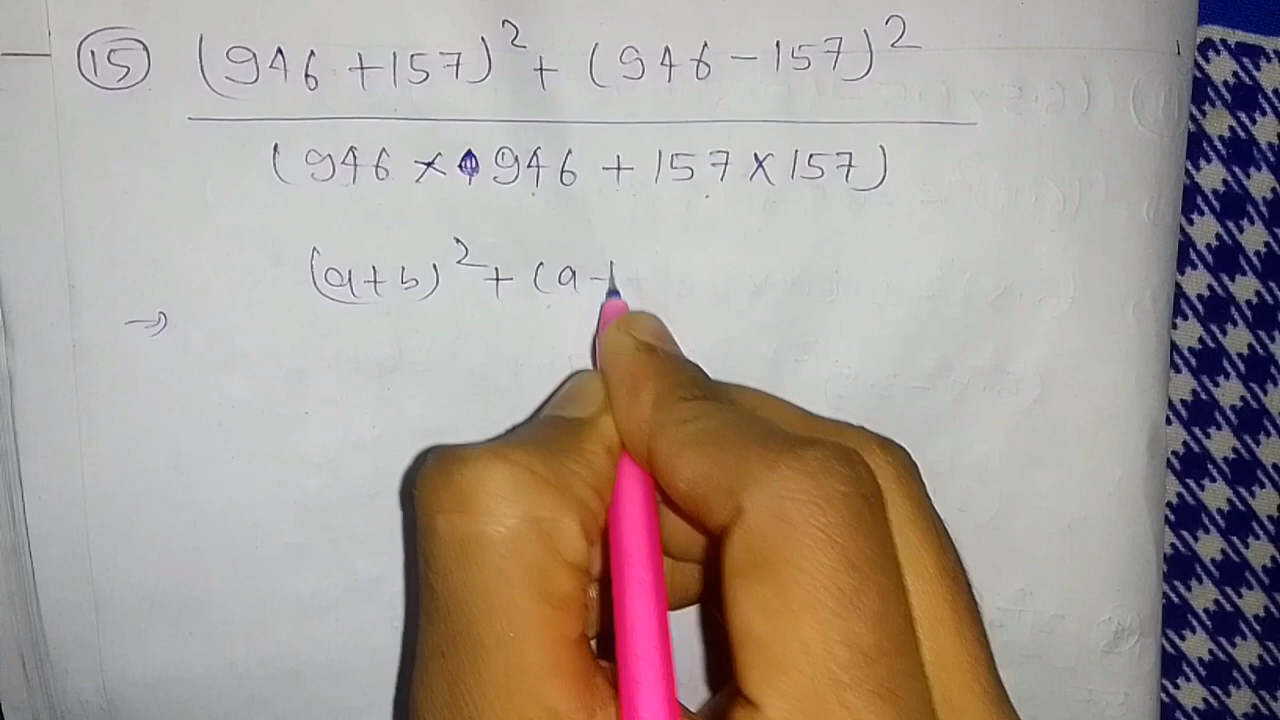 15 (946 + 157)² + (946 - 157)²
(946 × 946 + 157 × 157)
(a + b)² + (a -
→